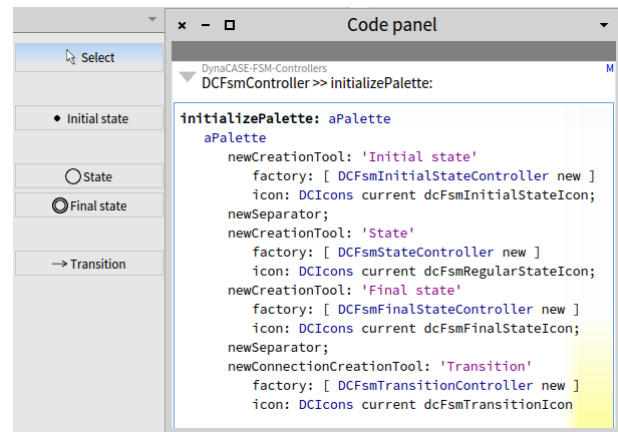 Select
Initial state
State
Final state
Transition
Code panel
DynaCASE-FSM-Controllers
M
DCFsmController >> initializePalette:
initializePalette: aPalette
aPalette
newCreationTool: 'Initial state'
factory: [ DCFsmInitialStateController new ]
icon: DCIcons current dcFsmInitialStateIcon;
newSeparator;
newCreationTool: 'State'
factory: [ DCFsmStateController new ]
icon: DCIcons current dcFsmRegularStateIcon;
newCreationTool: 'Final state'
factory: [ DCFsmFinalStateController new ]
icon: DCIcons current dcFsmFinalStateIcon;
newSeparator;
newConnectionCreationTool: 'Transition'
factory: [ DCFsmTransitionController new ]
icon: DCIcons current dcFsmTransitionIcon